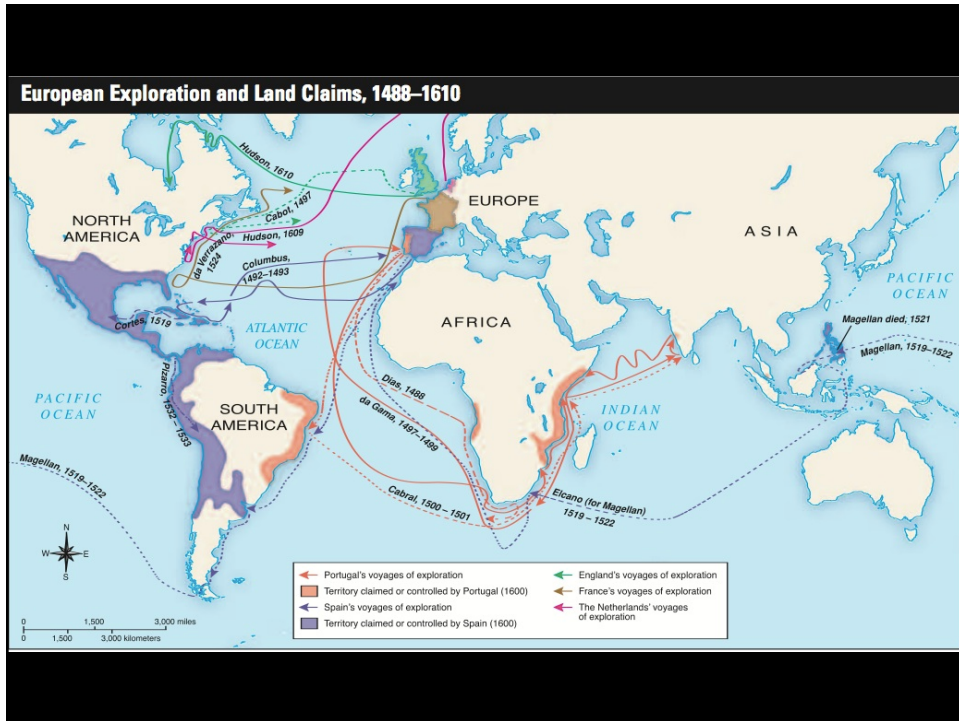 European Exploration and Land Claims, 1488–1610
Hudson, 1610
Cabot, 1497
EUROPE
NORTH
AMERICA
ASIA
Hudson, 1609
da Verrazano,
1524
Columbus,
1492–1493
PACIFIC
OCEAN
Cortes, 1519
ATLANTIC
OCEAN
AFRICA
Magellan died, 1521
Magellan, 1519–1522
Pizarro, 1532–1533
Dias, 1488
PACIFIC
OCEAN
SOUTH
AMERICA
da Gama, 1497–1499
INDIAN
OCEAN
Magellan, 1519–1522
Cabral, 1500–1501
Elcano (for Magellan)
1519–1522
N
W E
S
Portugal's voyages of exploration
Territory claimed or controlled by Portugal (1600)
Spain's voyages of exploration
Territory claimed or controlled by Spain (1600)
England's voyages of exploration
France's voyages of exploration
The Netherlands' voyages
of exploration
0 1,500 3,000 miles
0 1,500 3,000 kilometers